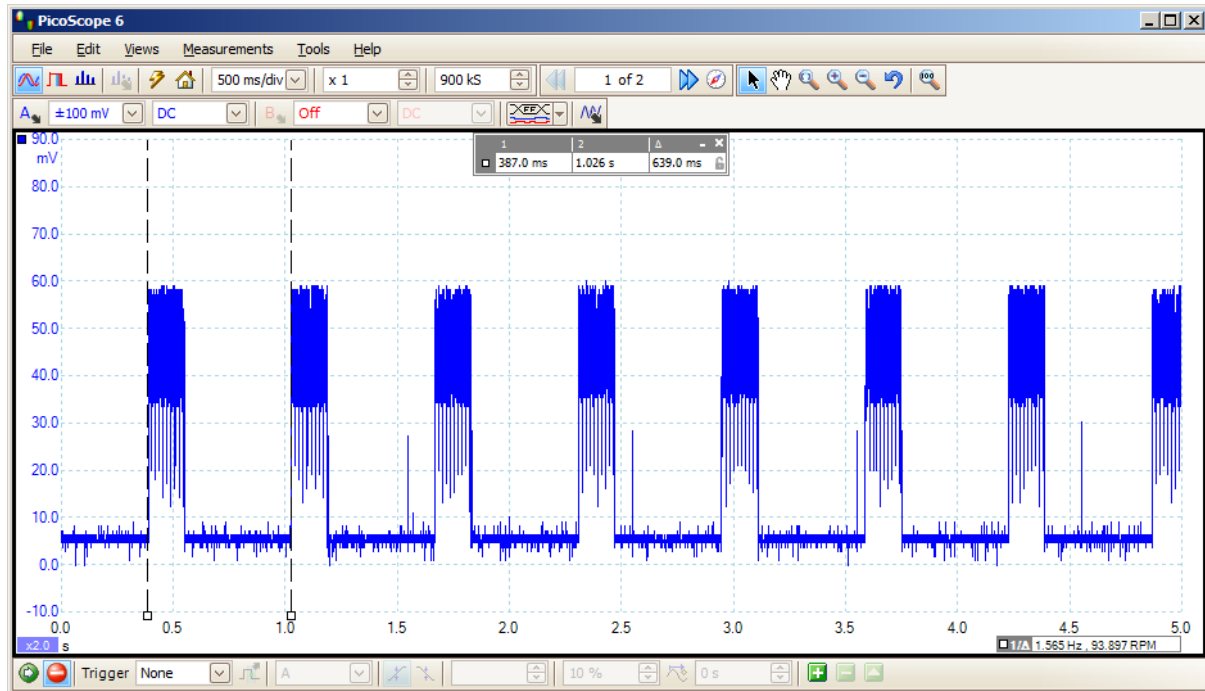 PicoScope 6
File Edit Views Measurements Tools Help
500 ms/div x 1 900 kS 1 of 2
A ±100 mV DC B Off DC
1 2 Δ
387.0 ms 1.026 s 639.0 ms
90.0
mV
80.0
70.0
60.0
50.0
40.0
30.0
20.0
10.0
0.0
-10.0
0.0 0.5 1.0 1.5 2.0 2.5 3.0 3.5 4.0 4.5 5.0
x2.0 s
1/Δ 1.565 Hz , 93.897 RPM
Trigger None A 10 % 0 s